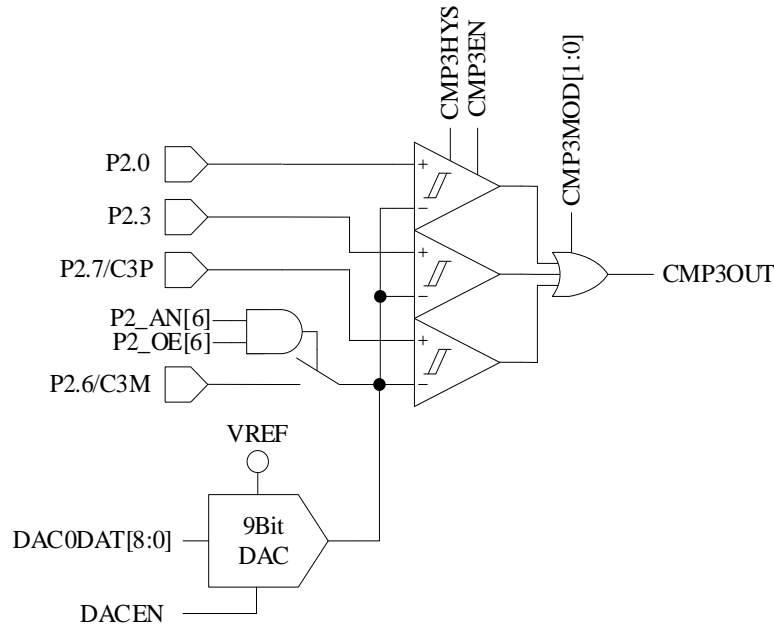 CMP3HYS
CMP3EN
CMP3MOD[1:0]
P2.0
+
−
P2.3
+
−
P2.7/C3P
+
−
CMP3OUT
P2_AN[6]
P2_OE[6]
P2.6/C3M
VREF
DAC0DAT[8:0]
9Bit
DAC
DACEN